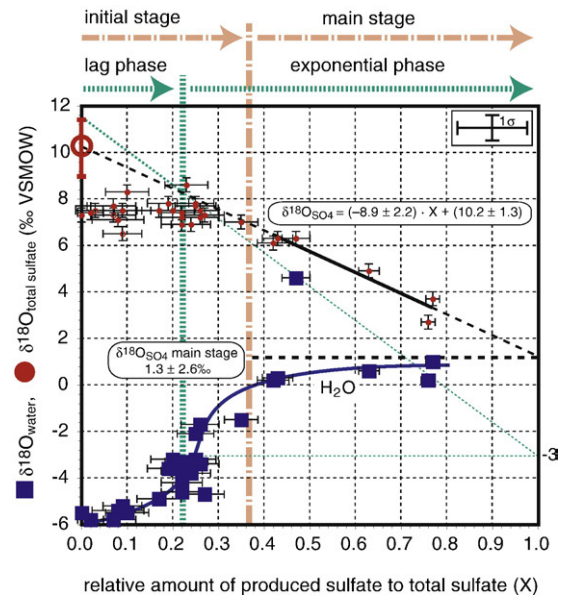 initial stage
main stage
lag phase
exponential phase
δ18Owater, δ18Ototal sulfate (‰ VSMOW)
12
10
8
6
4
2
0
-2
-4
-6
1σ
δ18OSO4 = (−8.9 ± 2.2) · X + (10.2 ± 1.3)
δ18OSO4 main stage
1.3 ± 2.6‰
H2O
-3
0.0 0.1 0.2 0.3 0.4 0.5 0.6 0.7 0.8 0.9 1.0
relative amount of produced sulfate to total sulfate (X)